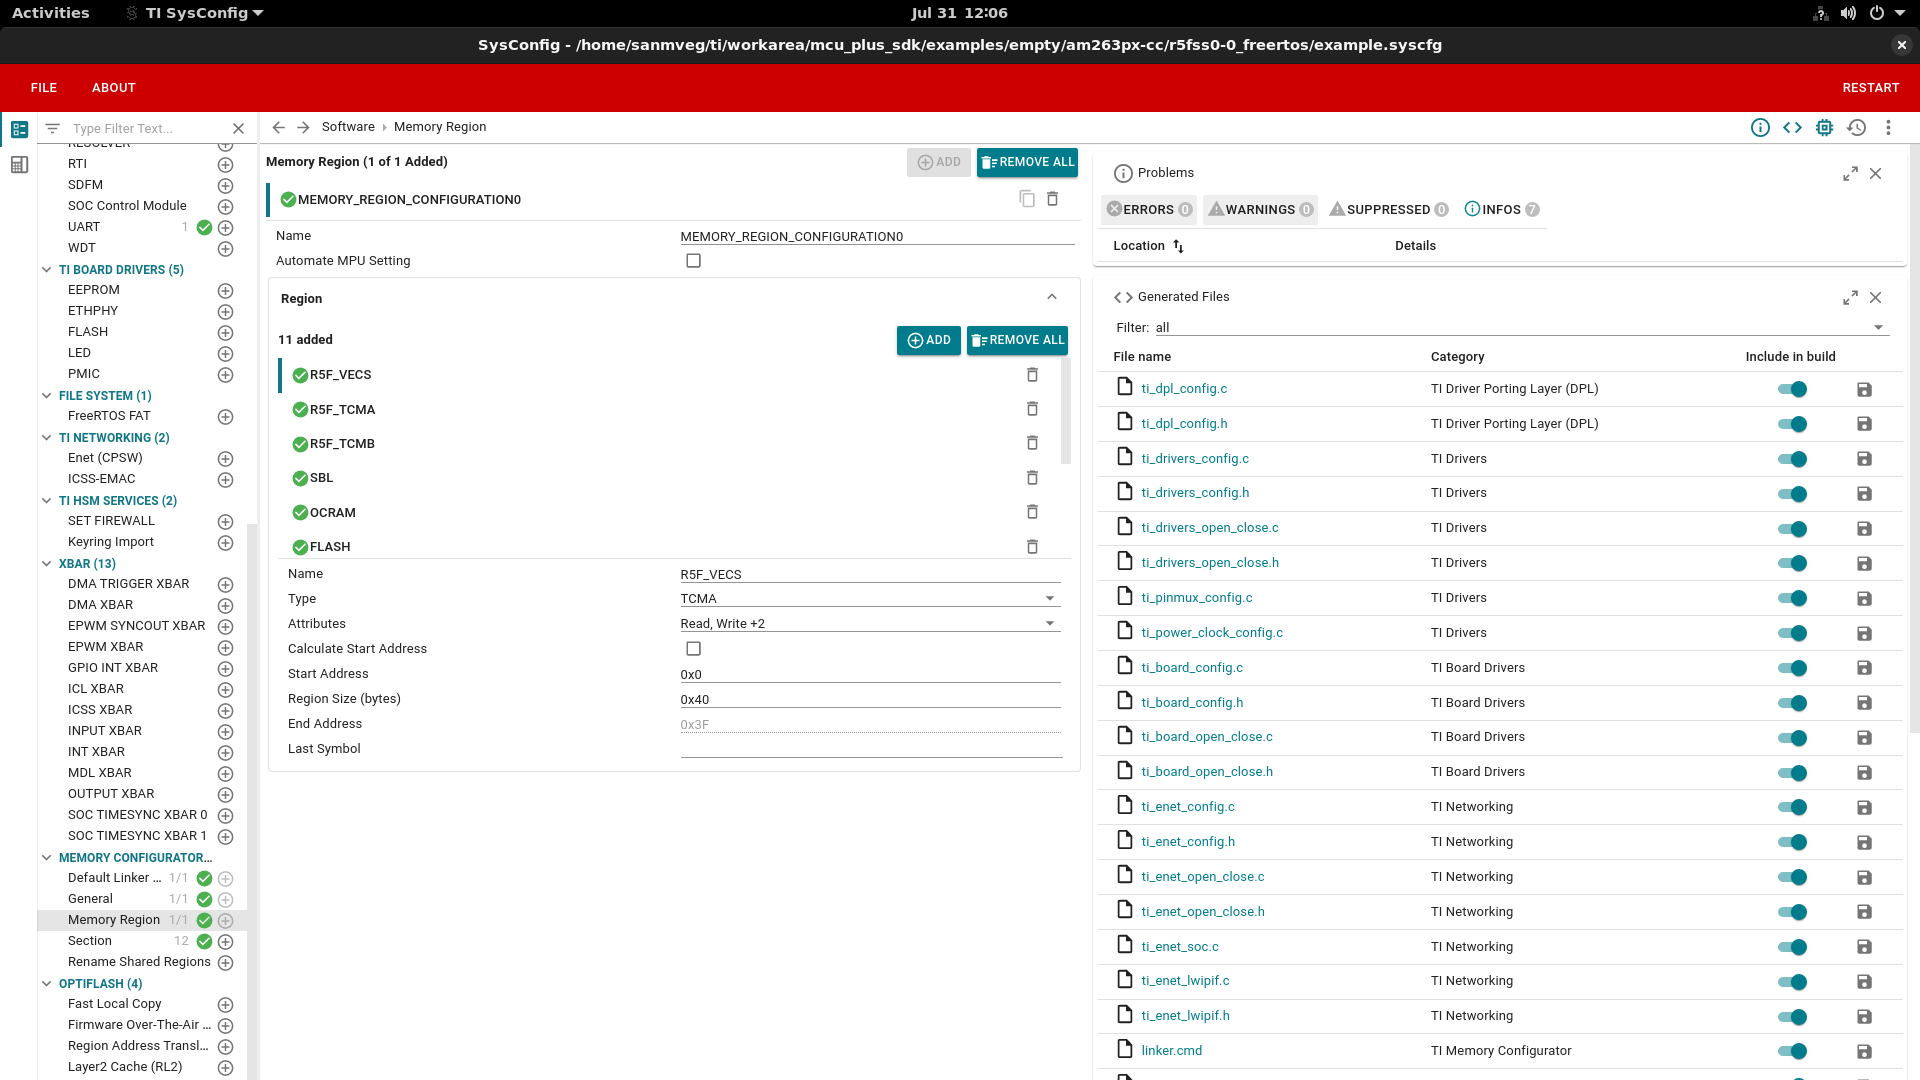 Activities TI SysConfig Jul 31 12:06
SysConfig - /home/sanmveg/ti/workarea/mcu_plus_sdk/examples/empty/am263px-cc/r5fss0-0_freertos/example.syscfg
FILE ABOUT RESTART
Type Filter Text...
RESOLVER
RTI
SDFM
SOC Control Module
UART 1
WDT
TI BOARD DRIVERS (5)
EEPROM
ETHPHY
FLASH
LED
PMIC
FILE SYSTEM (1)
FreeRTOS FAT
TI NETWORKING (2)
Enet (CPSW)
ICSS-EMAC
TI HSM SERVICES (2)
SET FIREWALL
Keyring Import
XBAR (13)
DMA TRIGGER XBAR
DMA XBAR
EPWM SYNCOUT XBAR
EPWM XBAR
GPIO INT XBAR
ICL XBAR
ICSS XBAR
INPUT XBAR
INT XBAR
MDL XBAR
OUTPUT XBAR
SOC TIMESYNC XBAR 0
SOC TIMESYNC XBAR 1
MEMORY CONFIGURATOR...
Default Linker ... 1/1
General 1/1
Memory Region 1/1
Section 12
Rename Shared Regions
OPTIFLASH (4)
Fast Local Copy
Firmware Over-The-Air ...
Region Address Transl...
Layer2 Cache (RL2)
Software › Memory Region
Memory Region (1 of 1 Added) ADD REMOVE ALL
MEMORY_REGION_CONFIGURATION0
Name MEMORY_REGION_CONFIGURATION0
Automate MPU Setting
Region
11 added ADD REMOVE ALL
R5F_VECS
R5F_TCMA
R5F_TCMB
SBL
OCRAM
FLASH
Name R5F_VECS
Type TCMA
Attributes Read, Write +2
Calculate Start Address
Start Address 0x0
Region Size (bytes) 0x40
End Address 0x3F
Last Symbol
Problems
ERRORS 0 WARNINGS 0 SUPPRESSED 0 INFOS 7
Location Details
Generated Files
Filter: all
File name Category Include in build
ti_dpl_config.c TI Driver Porting Layer (DPL)
ti_dpl_config.h TI Driver Porting Layer (DPL)
ti_drivers_config.c TI Drivers
ti_drivers_config.h TI Drivers
ti_drivers_open_close.c TI Drivers
ti_drivers_open_close.h TI Drivers
ti_pinmux_config.c TI Drivers
ti_power_clock_config.c TI Drivers
ti_board_config.c TI Board Drivers
ti_board_config.h TI Board Drivers
ti_board_open_close.c TI Board Drivers
ti_board_open_close.h TI Board Drivers
ti_enet_config.c TI Networking
ti_enet_config.h TI Networking
ti_enet_open_close.c TI Networking
ti_enet_open_close.h TI Networking
ti_enet_soc.c TI Networking
ti_enet_lwipif.c TI Networking
ti_enet_lwipif.h TI Networking
linker.cmd TI Memory Configurator